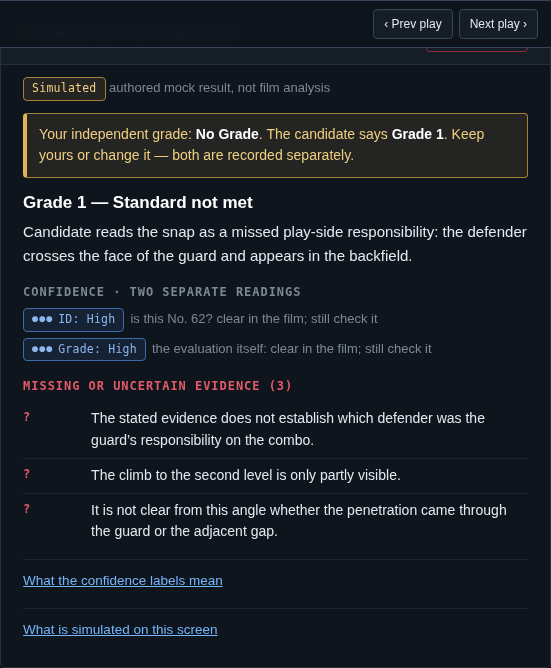 ‹ Prev play
Next play ›
Simulated authored mock result, not film analysis
Your independent grade: No Grade. The candidate says Grade 1. Keep
yours or change it — both are recorded separately.
Grade 1 — Standard not met
Candidate reads the snap as a missed play-side responsibility: the defender
crosses the face of the guard and appears in the backfield.
CONFIDENCE · TWO SEPARATE READINGS
●●● ID: High is this No. 62? clear in the film; still check it
●●● Grade: High the evaluation itself: clear in the film; still check it
MISSING OR UNCERTAIN EVIDENCE (3)
? The stated evidence does not establish which defender was the
guard's responsibility on the combo.
? The climb to the second level is only partly visible.
? It is not clear from this angle whether the penetration came through
the guard or the adjacent gap.
What the confidence labels mean
What is simulated on this screen